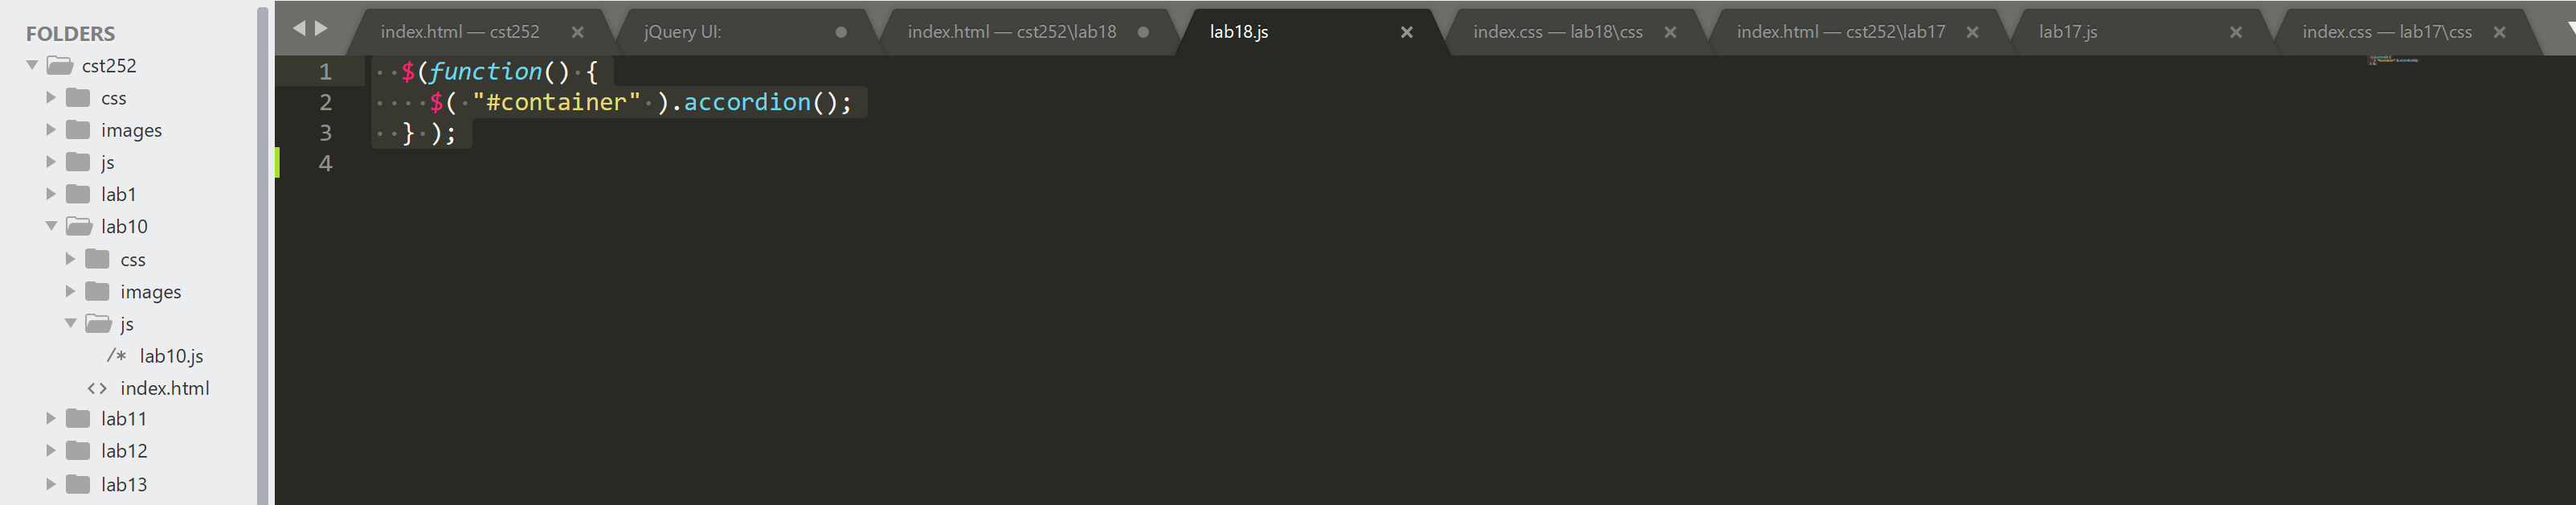 FOLDERS
cst252
css
images
js
lab1
lab10
css
images
js
/* lab10.js
<> index.html
lab11
lab12
lab13
index.html — cst252 ×
jQuery UI:
index.html — cst252\lab18
lab18.js ×
index.css — lab18\css ×
index.html — cst252\lab17 ×
lab17.js ×
index.css — lab17\css ×
1 $(function() {
2 $( "#container" ).accordion();
3 } );
4